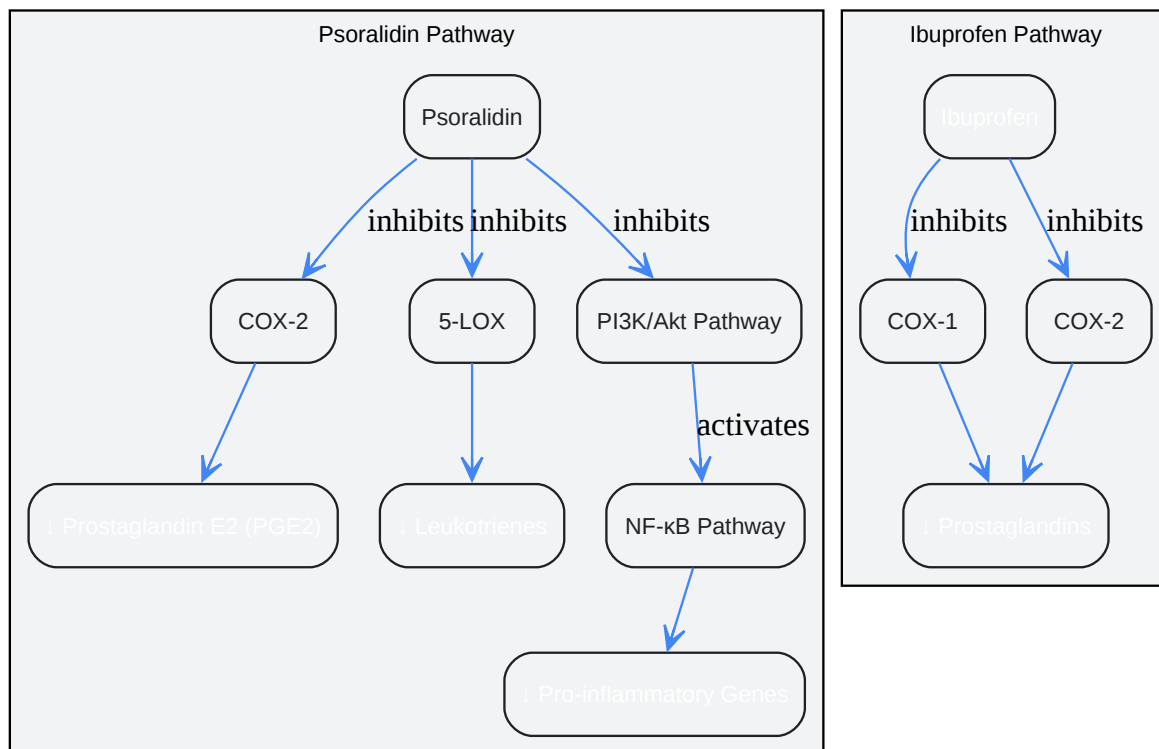 Psoralidin Pathway
Ibuprofen Pathway
Psoralidin
Ibuprofen
inhibits
inhibits
inhibits
inhibits
inhibits
COX-2
5-LOX
PI3K/Akt Pathway
COX-1
COX-2
activates
↓ Prostaglandin E2 (PGE2)
↓ Leukotrienes
NF-κB Pathway
↓ Prostaglandins
↓ Pro-inflammatory Genes